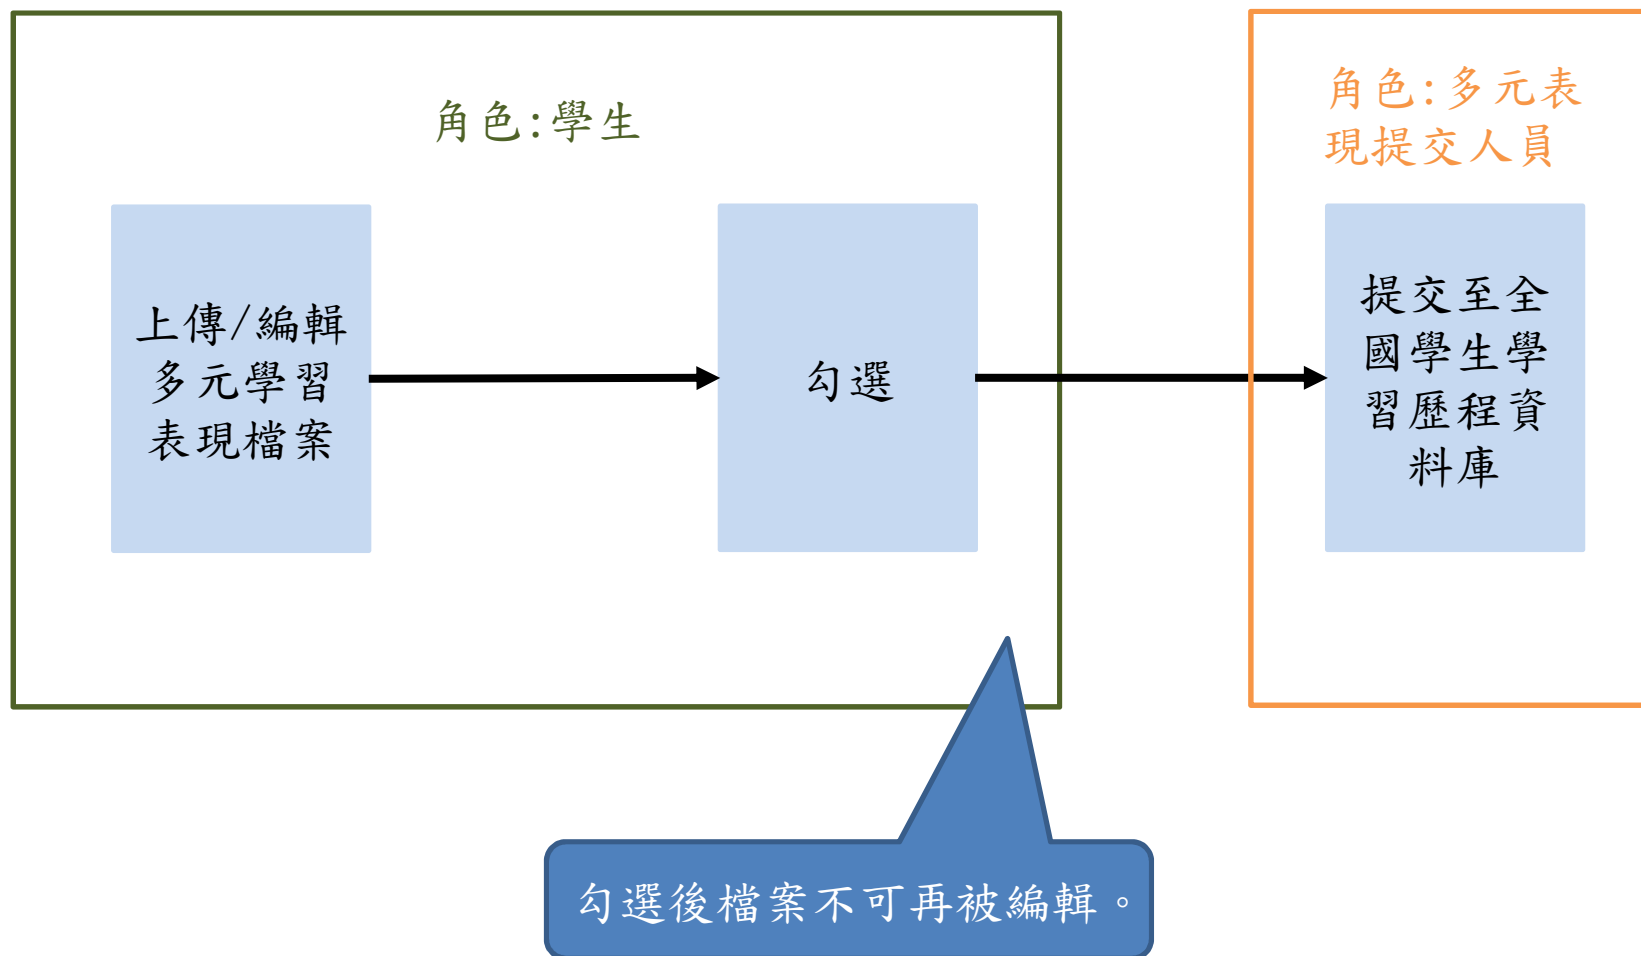 角色:學生
上傳/編輯
多元學習
表現檔案
勾選
角色:多元表
現提交人員
提交至全
國學生學
習歷程資
料庫
勾選後檔案不可再被編輯。